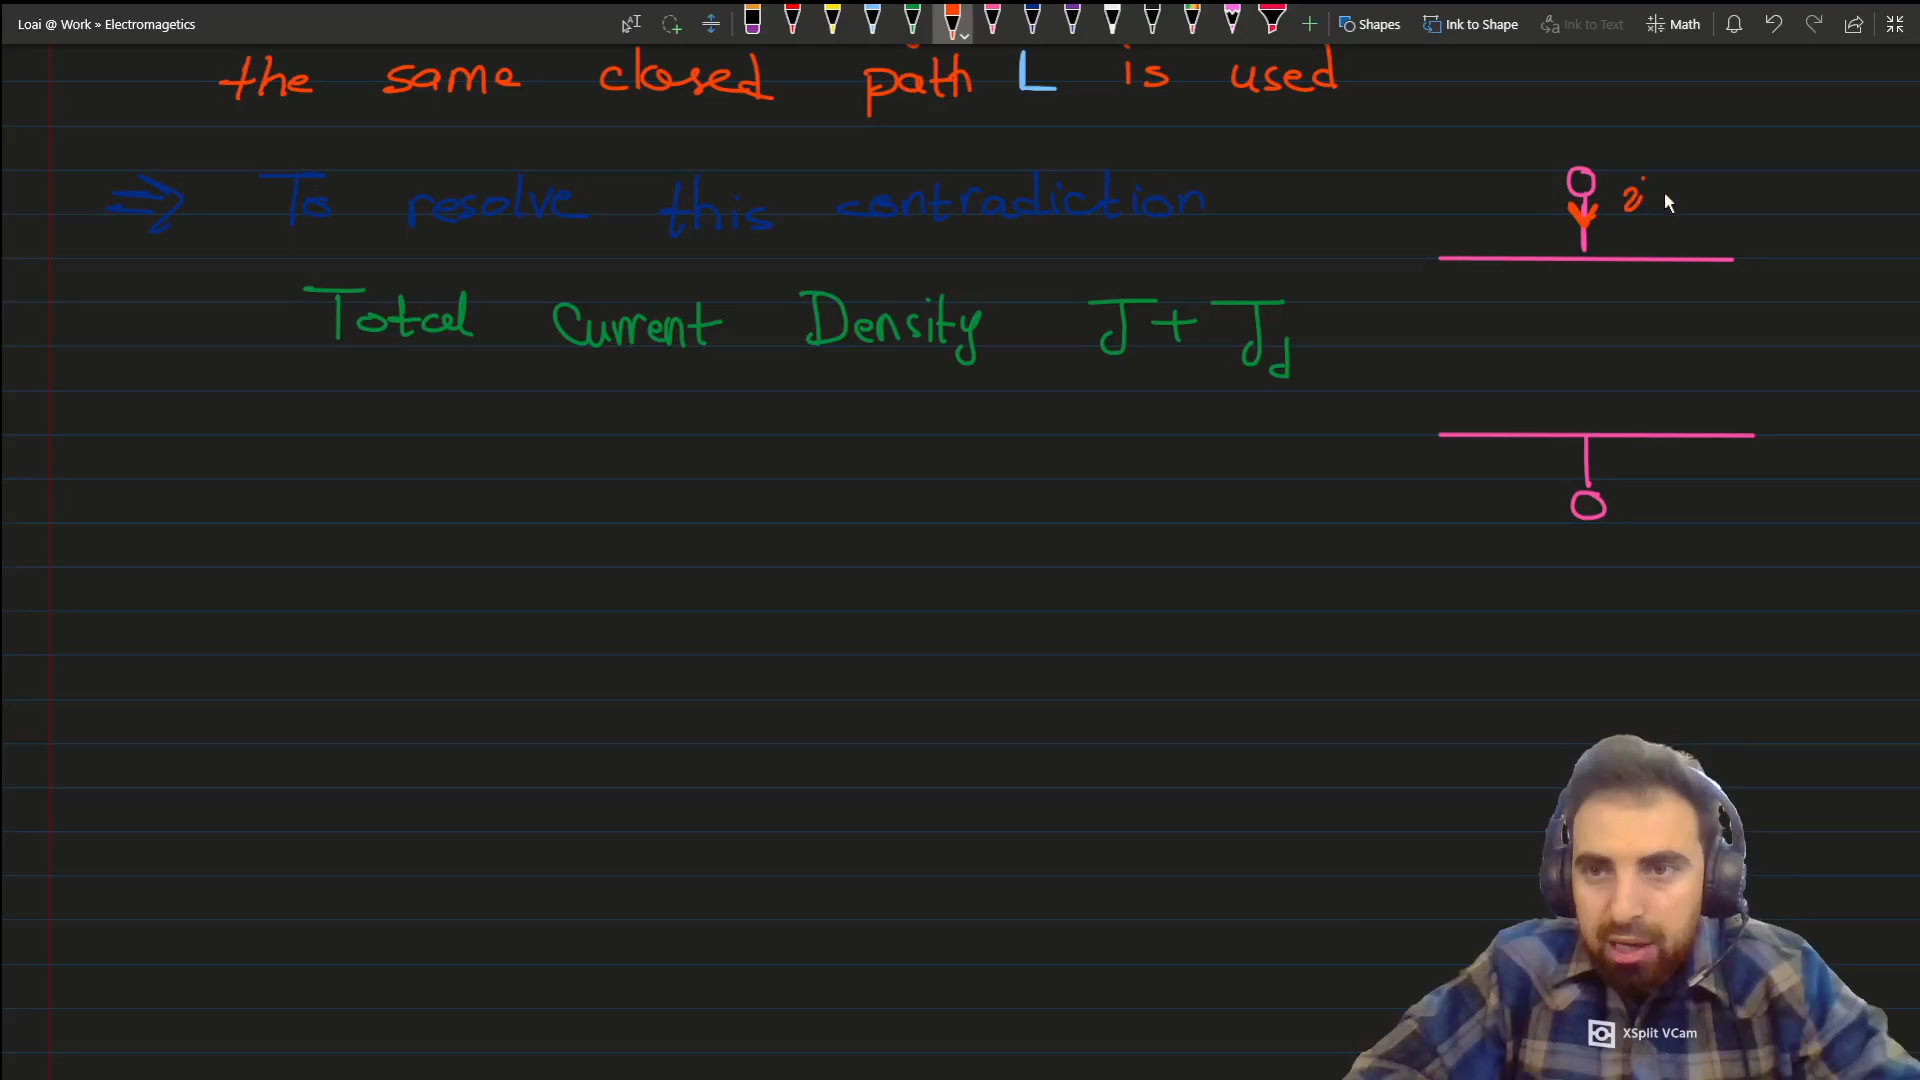 Loai @ Work » Electromagetics
Shapes
Ink to Shape
Ink to Text
Math
the same closed path L is used
⇒ To resolve this contradiction
i
Total Current Density J + J_d
XSplit VCam